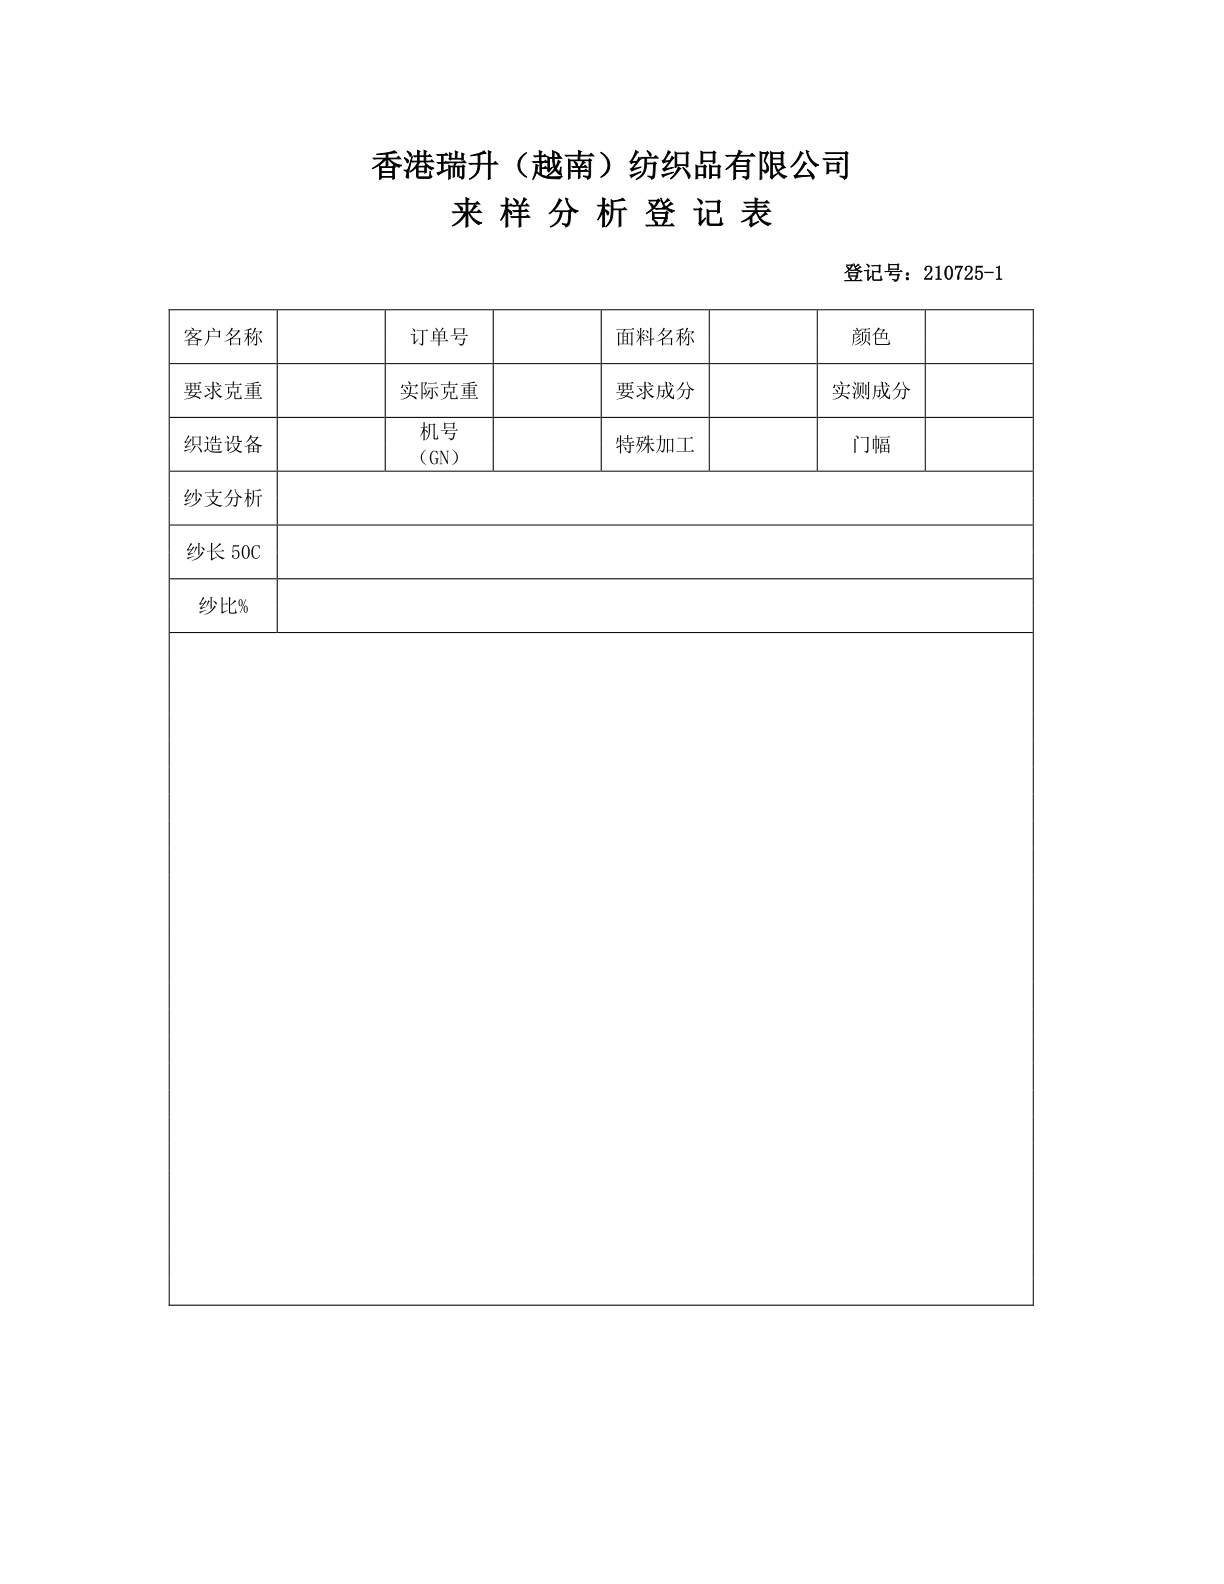 香港瑞升（越南）纺织品有限公司
来 样 分 析 登 记 表
登记号：210725-1
客户名称 订单号 面料名称 颜色
要求克重 实际克重 要求成分 实测成分
织造设备 机号（GN） 特殊加工 门幅
纱支分析
纱长 50C
纱比%